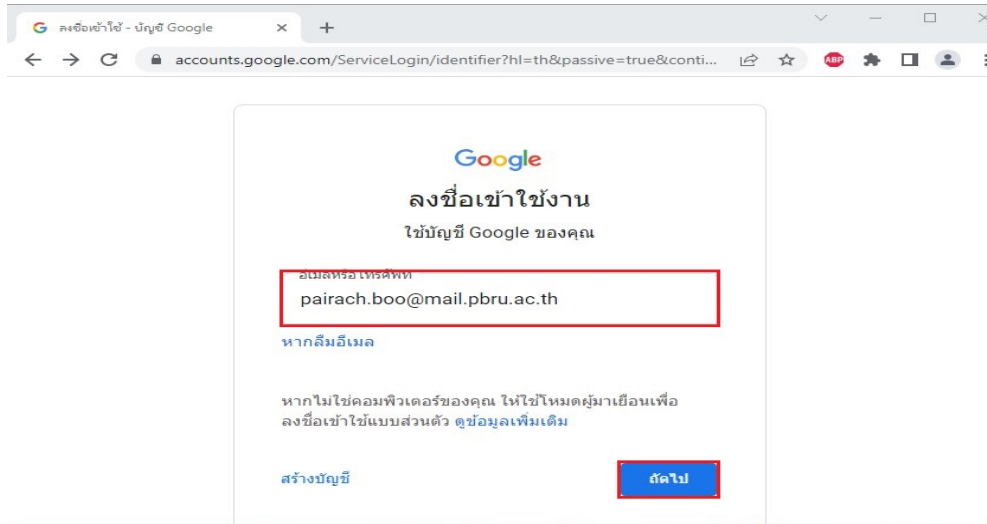 ลงชื่อเข้าใช้ - บัญชี Google
accounts.google.com/ServiceLogin/identifier?hl=th&passive=true&conti...
ABP
Google
ลงชื่อเข้าใช้งาน
ใช้บัญชี Google ของคุณ
อีเมลหรือโทรศัพท์
pairach.boo@mail.pbru.ac.th
หากลืมอีเมล
หากไม่ใช่คอมพิวเตอร์ของคุณ ให้ใช้โหมดผู้มาเยือนเพื่อ
ลงชื่อเข้าใช้แบบส่วนตัว ดูข้อมูลเพิ่มเติม
สร้างบัญชี
ถัดไป